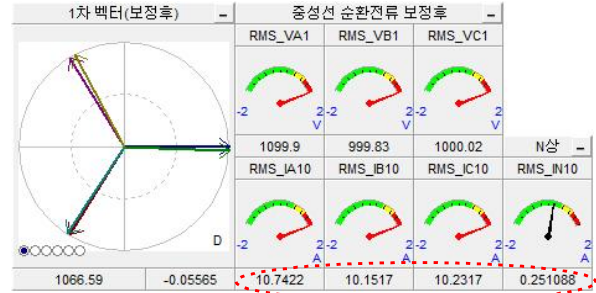 1차 벡터(보정후) –
중성선 순환전류 보정후 –
RMS_VA1 RMS_VB1 RMS_VC1
-2 2 -2 2 -2 2
V V V
1099.9 999.83 1000.02 N상 –
RMS_IA10 RMS_IB10 RMS_IC10 RMS_IN10
-2 2 -2 2 -2 2 -2 2
A A A A
D
1066.59 -0.05565 10.7422 10.1517 10.2317 0.251088